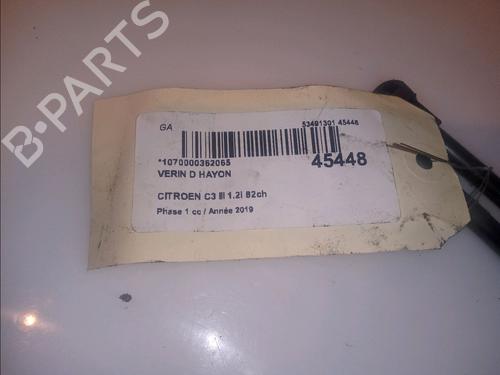 B-PARTS
GA
53491301 45448
*1070000362065
45448
VERIN D HAYON
CITROEN C3 III 1.2i 82ch
Phase 1 cc / Année 2019